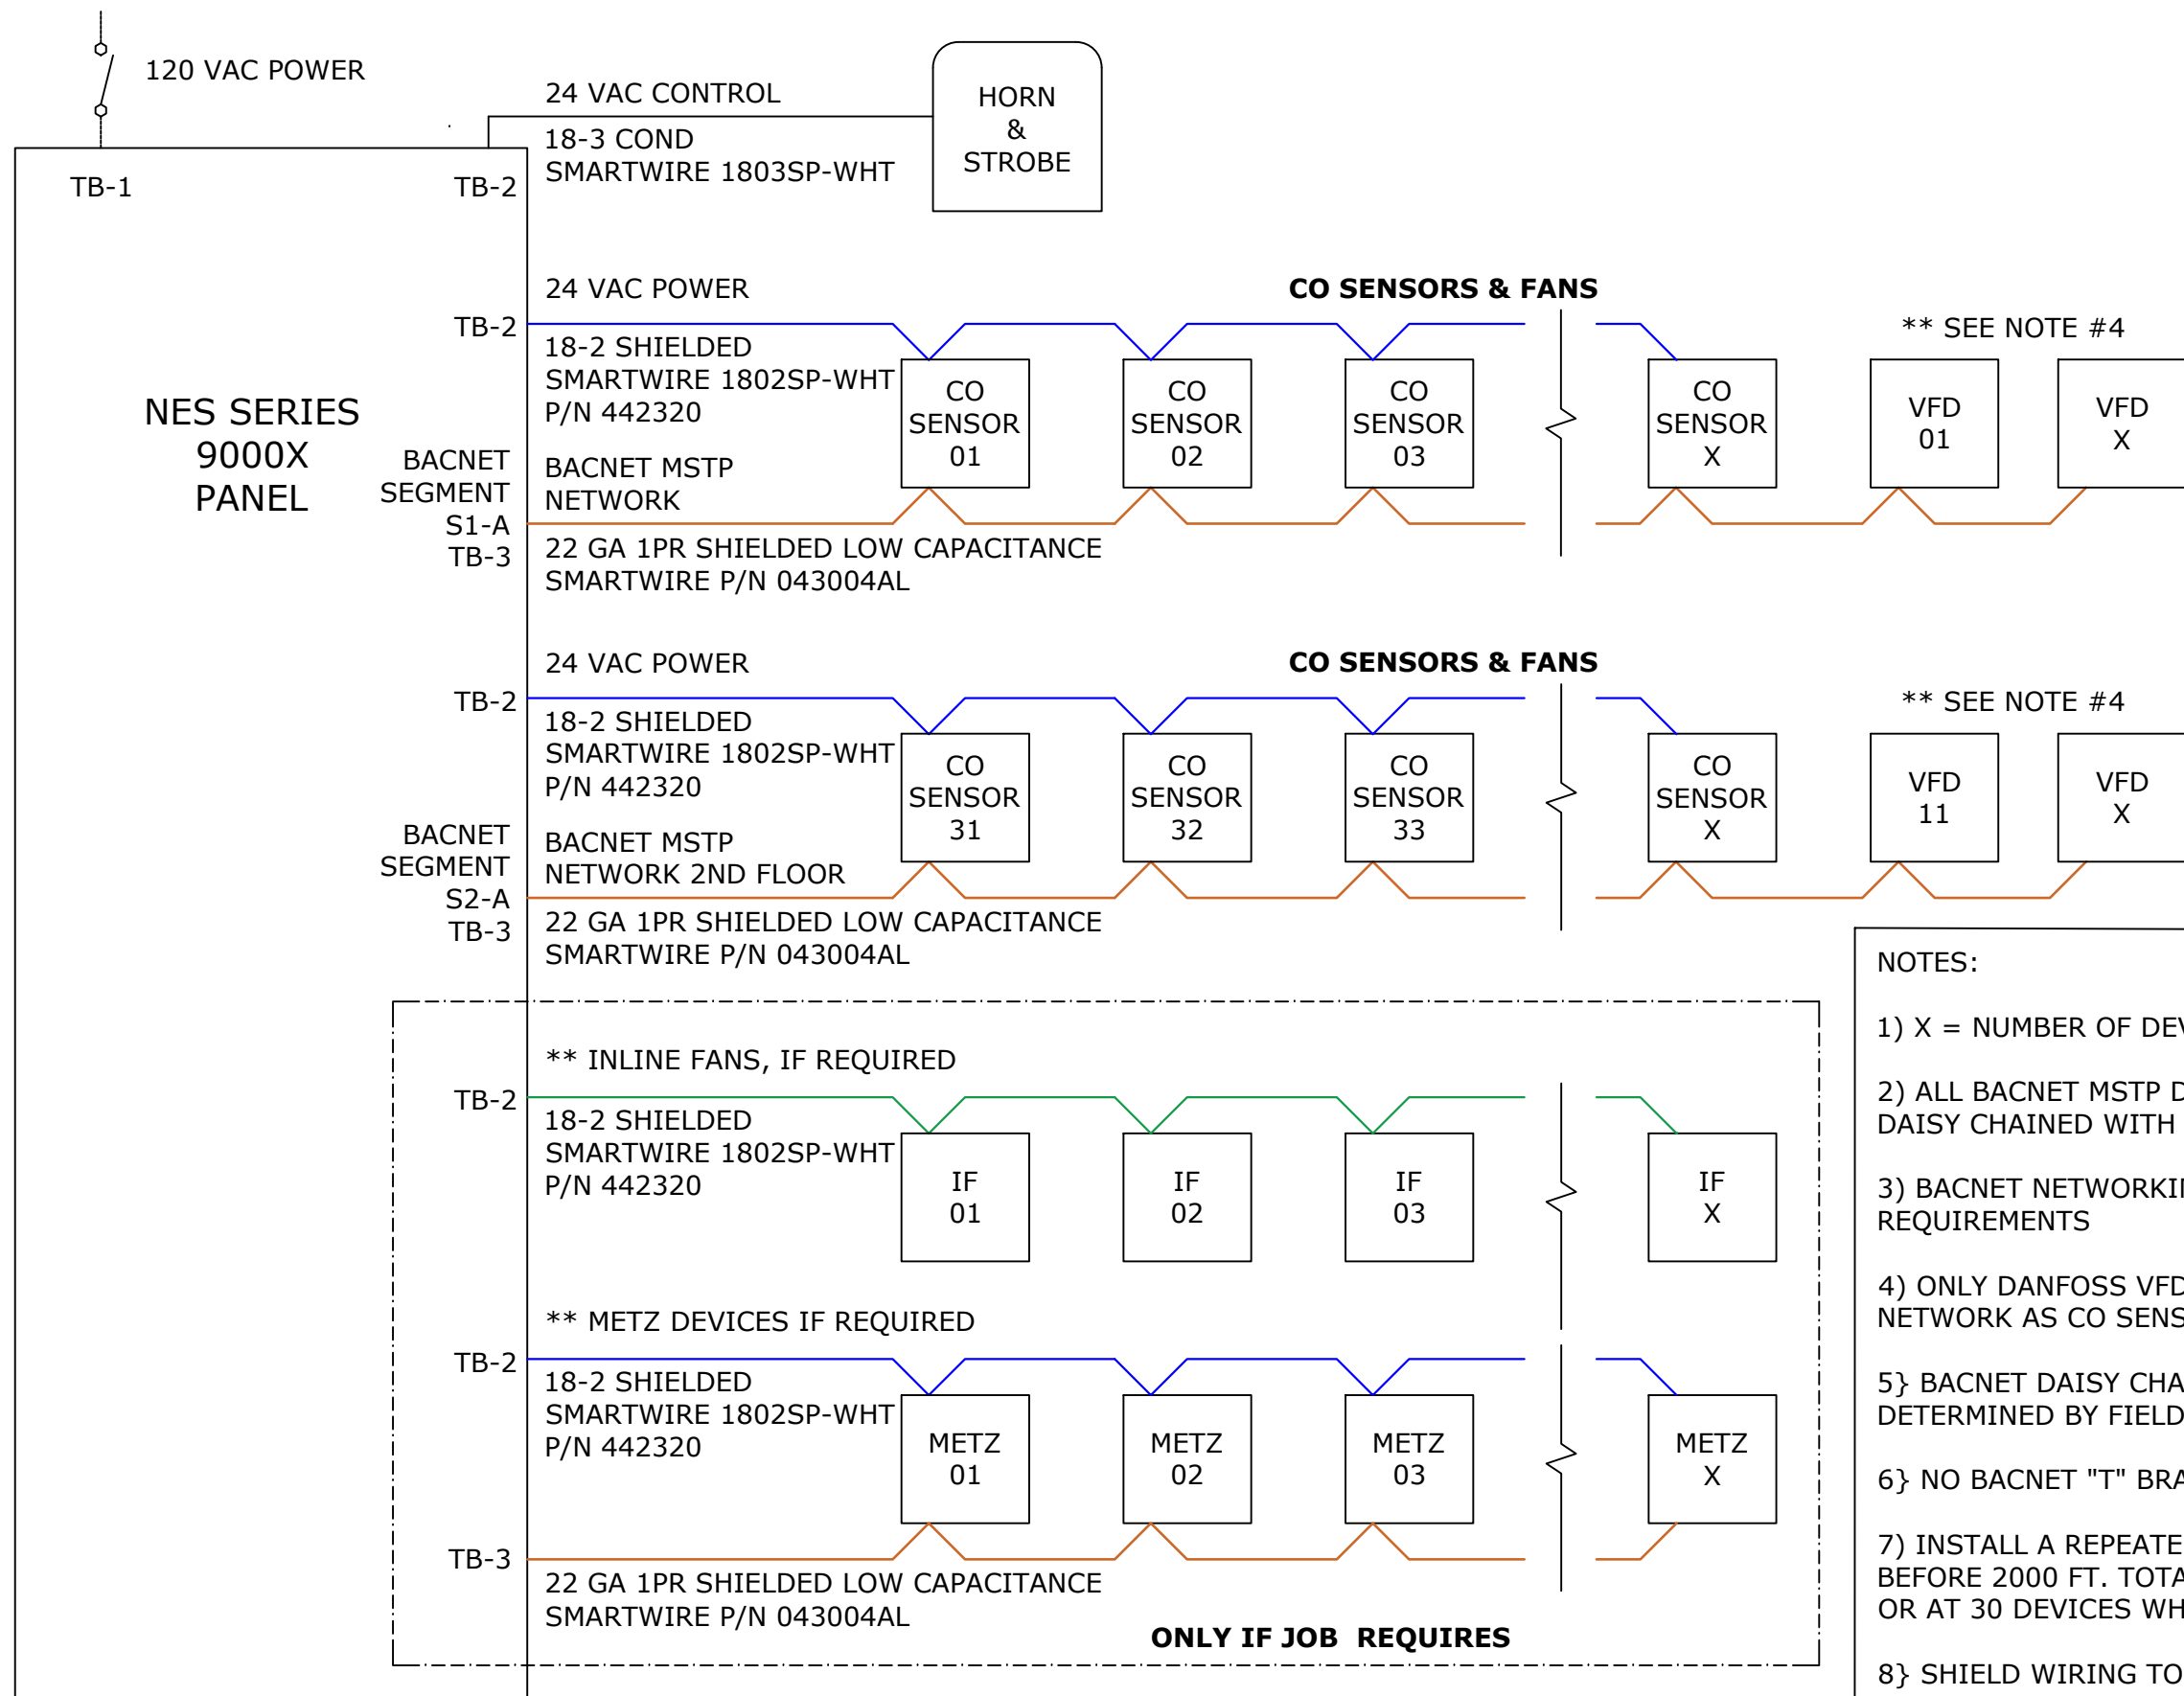 120 VAC POWER
24 VAC CONTROL
18-3 COND
SMARTWIRE 1803SP-WHT
HORN
&
STROBE
TB-1
TB-2
NES SERIES
9000X
PANEL
24 VAC POWER
CO SENSORS & FANS
TB-2
18-2 SHIELDED
SMARTWIRE 1802SP-WHT
P/N 442320
** SEE NOTE #4
CO
SENSOR
01
CO
SENSOR
02
CO
SENSOR
03
CO
SENSOR
X
VFD
01
VFD
X
BACNET
SEGMENT
S1-A
TB-3
BACNET MSTP
NETWORK
22 GA 1PR SHIELDED LOW CAPACITANCE
SMARTWIRE P/N 043004AL
24 VAC POWER
CO SENSORS & FANS
TB-2
18-2 SHIELDED
SMARTWIRE 1802SP-WHT
P/N 442320
** SEE NOTE #4
CO
SENSOR
31
CO
SENSOR
32
CO
SENSOR
33
CO
SENSOR
X
VFD
11
VFD
X
BACNET
SEGMENT
S2-A
TB-3
BACNET MSTP
NETWORK 2ND FLOOR
22 GA 1PR SHIELDED LOW CAPACITANCE
SMARTWIRE P/N 043004AL
** INLINE FANS, IF REQUIRED
TB-2
18-2 SHIELDED
SMARTWIRE 1802SP-WHT
P/N 442320
IF
01
IF
02
IF
03
IF
X
** METZ DEVICES IF REQUIRED
TB-2
18-2 SHIELDED
SMARTWIRE 1802SP-WHT
P/N 442320
METZ
01
METZ
02
METZ
03
METZ
X
TB-3
22 GA 1PR SHIELDED LOW CAPACITANCE
SMARTWIRE P/N 043004AL
ONLY IF JOB REQUIRES
NOTES:
1) X = NUMBER OF
2) ALL BACNET MSTP
DAISY CHAINED WITH
3) BACNET
REQUIREMENTS
4) ONLY DANFOSS VFD
NETWORK AS CO
5} BACNET DAISY
DETERMINED BY FIELD
6} NO BACNET "T"
7) INSTALL A
BEFORE 2000 FT.
OR AT 30 DEVICES
8} SHIELD WIRING TO